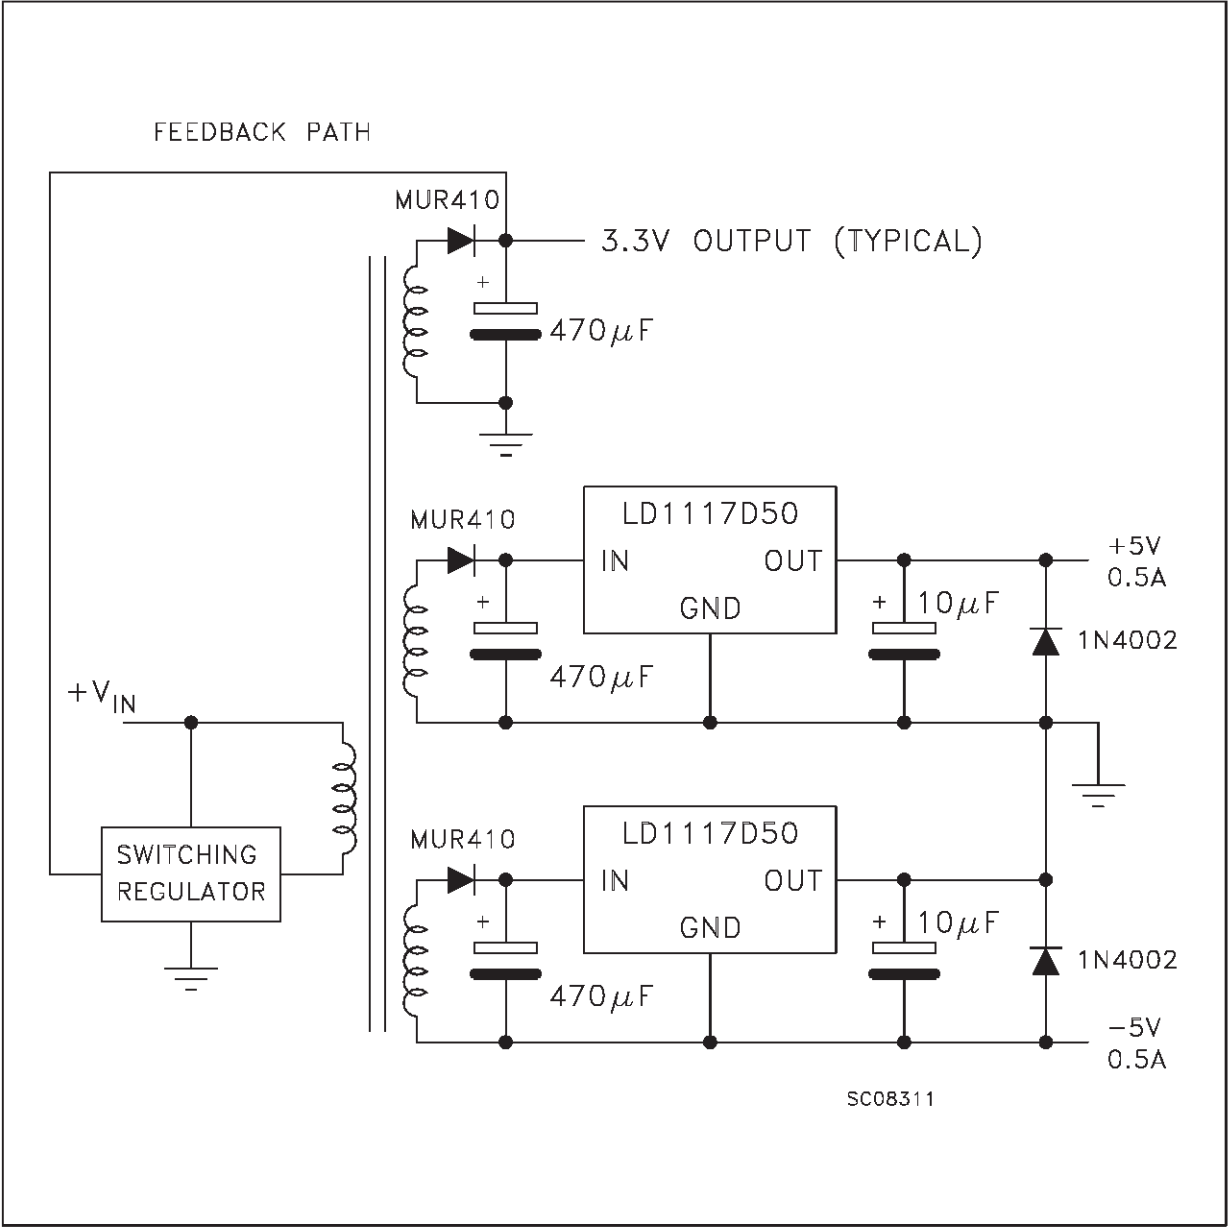 FEEDBACK PATH
MUR410
3.3V OUTPUT (TYPICAL)
+
470μF
MUR410
LD1117D50
IN
OUT
GND
+
470μF
+
10μF
+5V
0.5A
1N4002
+VIN
SWITCHING
REGULATOR
MUR410
LD1117D50
IN
OUT
GND
+
470μF
+
10μF
1N4002
−5V
0.5A
SC08311